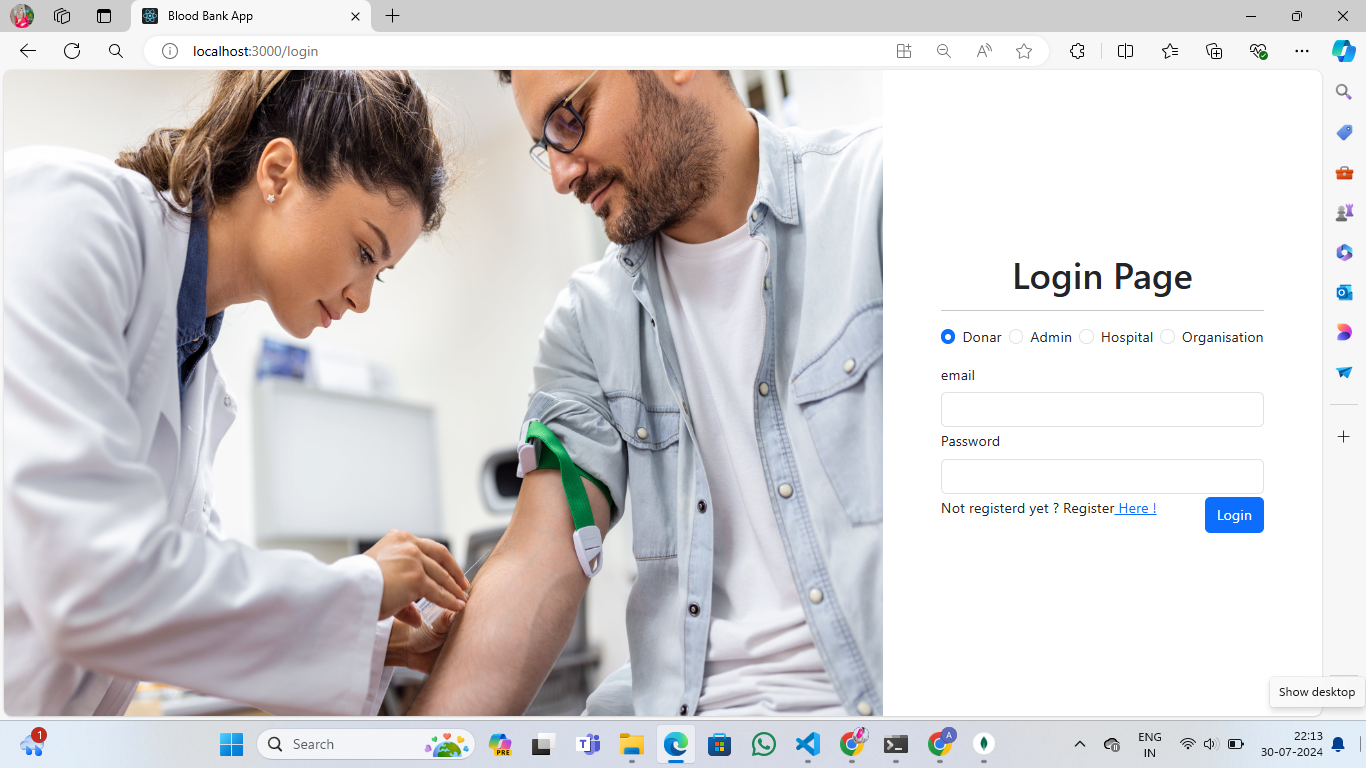 Blood Bank App
localhost:3000/login
Login Page
Donar Admin Hospital Organisation
email
Password
Not registerd yet ? Register Here !
Login
Show desktop
1
Search
PRE
A
ENG
IN
22:13
30-07-2024